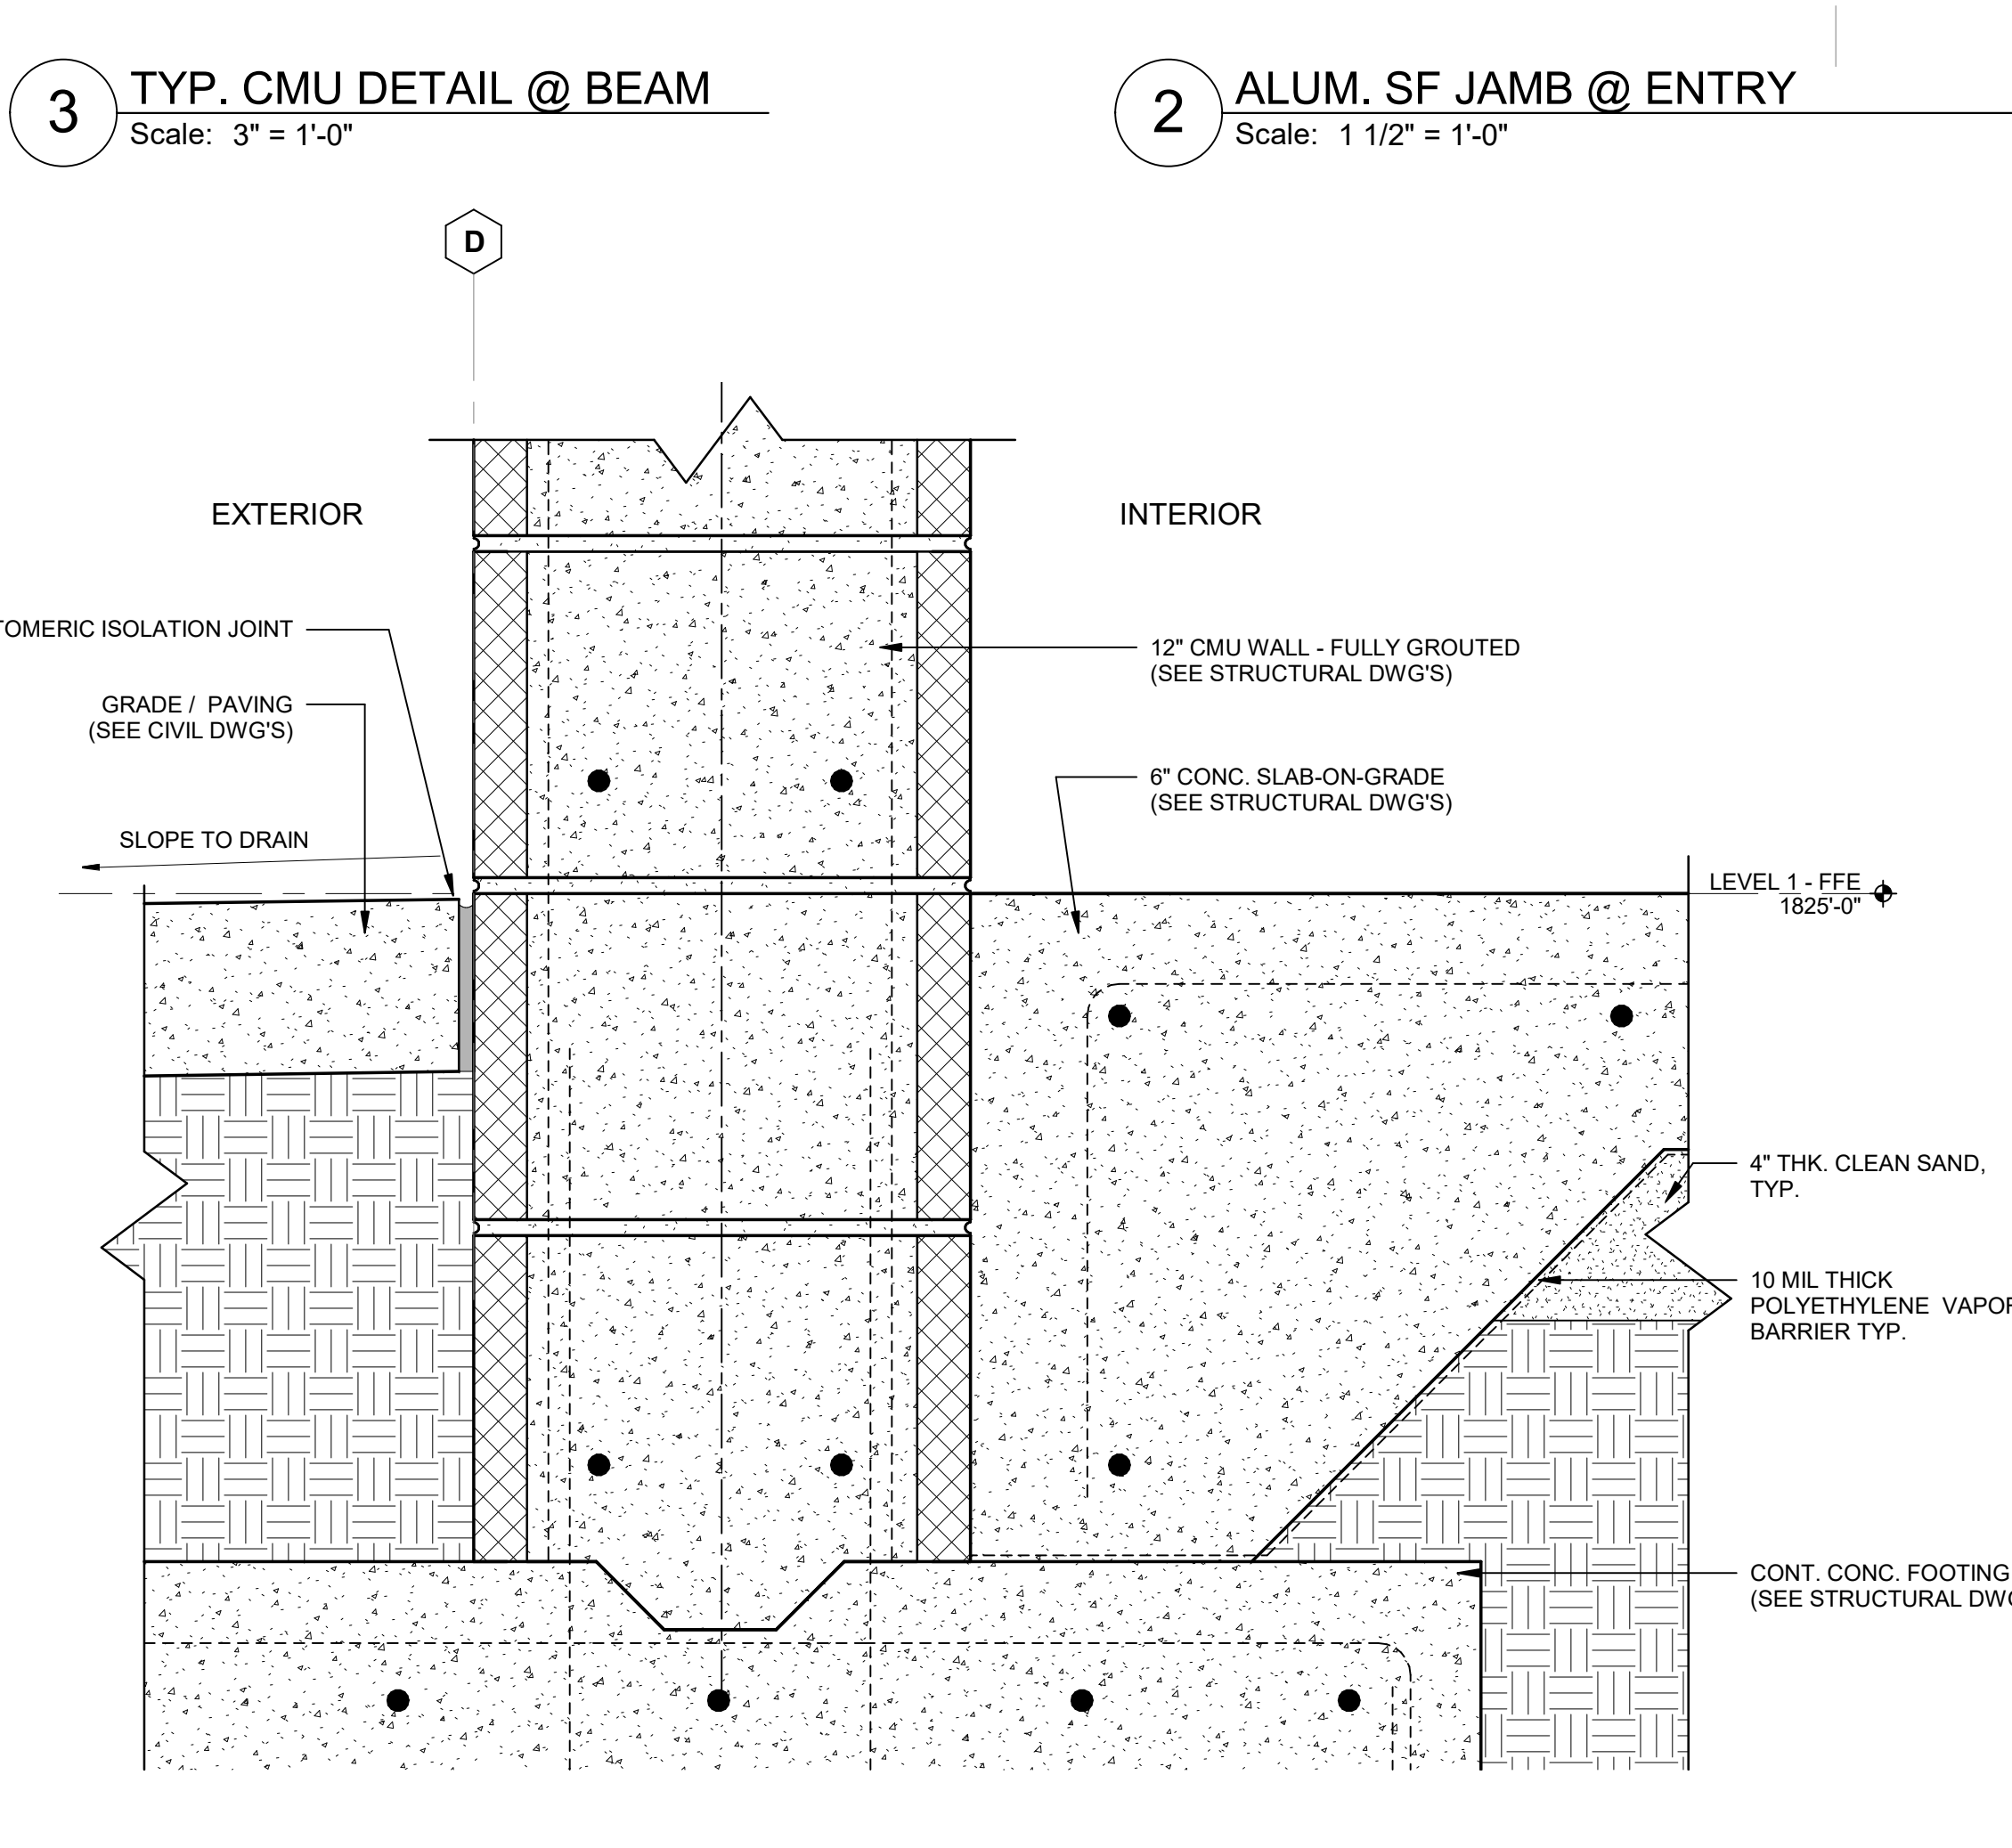 3
TYP. CMU DETAIL @ BEAM
Scale: 3" = 1'-0"
2
ALUM. SF JAMB @ ENTRY
Scale: 1 1/2" = 1'-0"
D
EXTERIOR
INTERIOR
ISOLATION JOINT
12" CMU WALL - FULLY GROUTED
(SEE STRUCTURAL DWG'S)
GRADE / PAVING
(SEE CIVIL DWG'S)
6" CONC. SLAB-ON-GRADE
(SEE STRUCTURAL DWG'S)
SLOPE TO DRAIN
LEVEL 1 - FFE
1825'-0"
4" THK. CLEAN SAND,
TYP.
10 MIL THICK
POLYETHYLENE VAPOR
BARRIER TYP.
CONT. CONC. FOOTING
(SEE STRUCTURAL